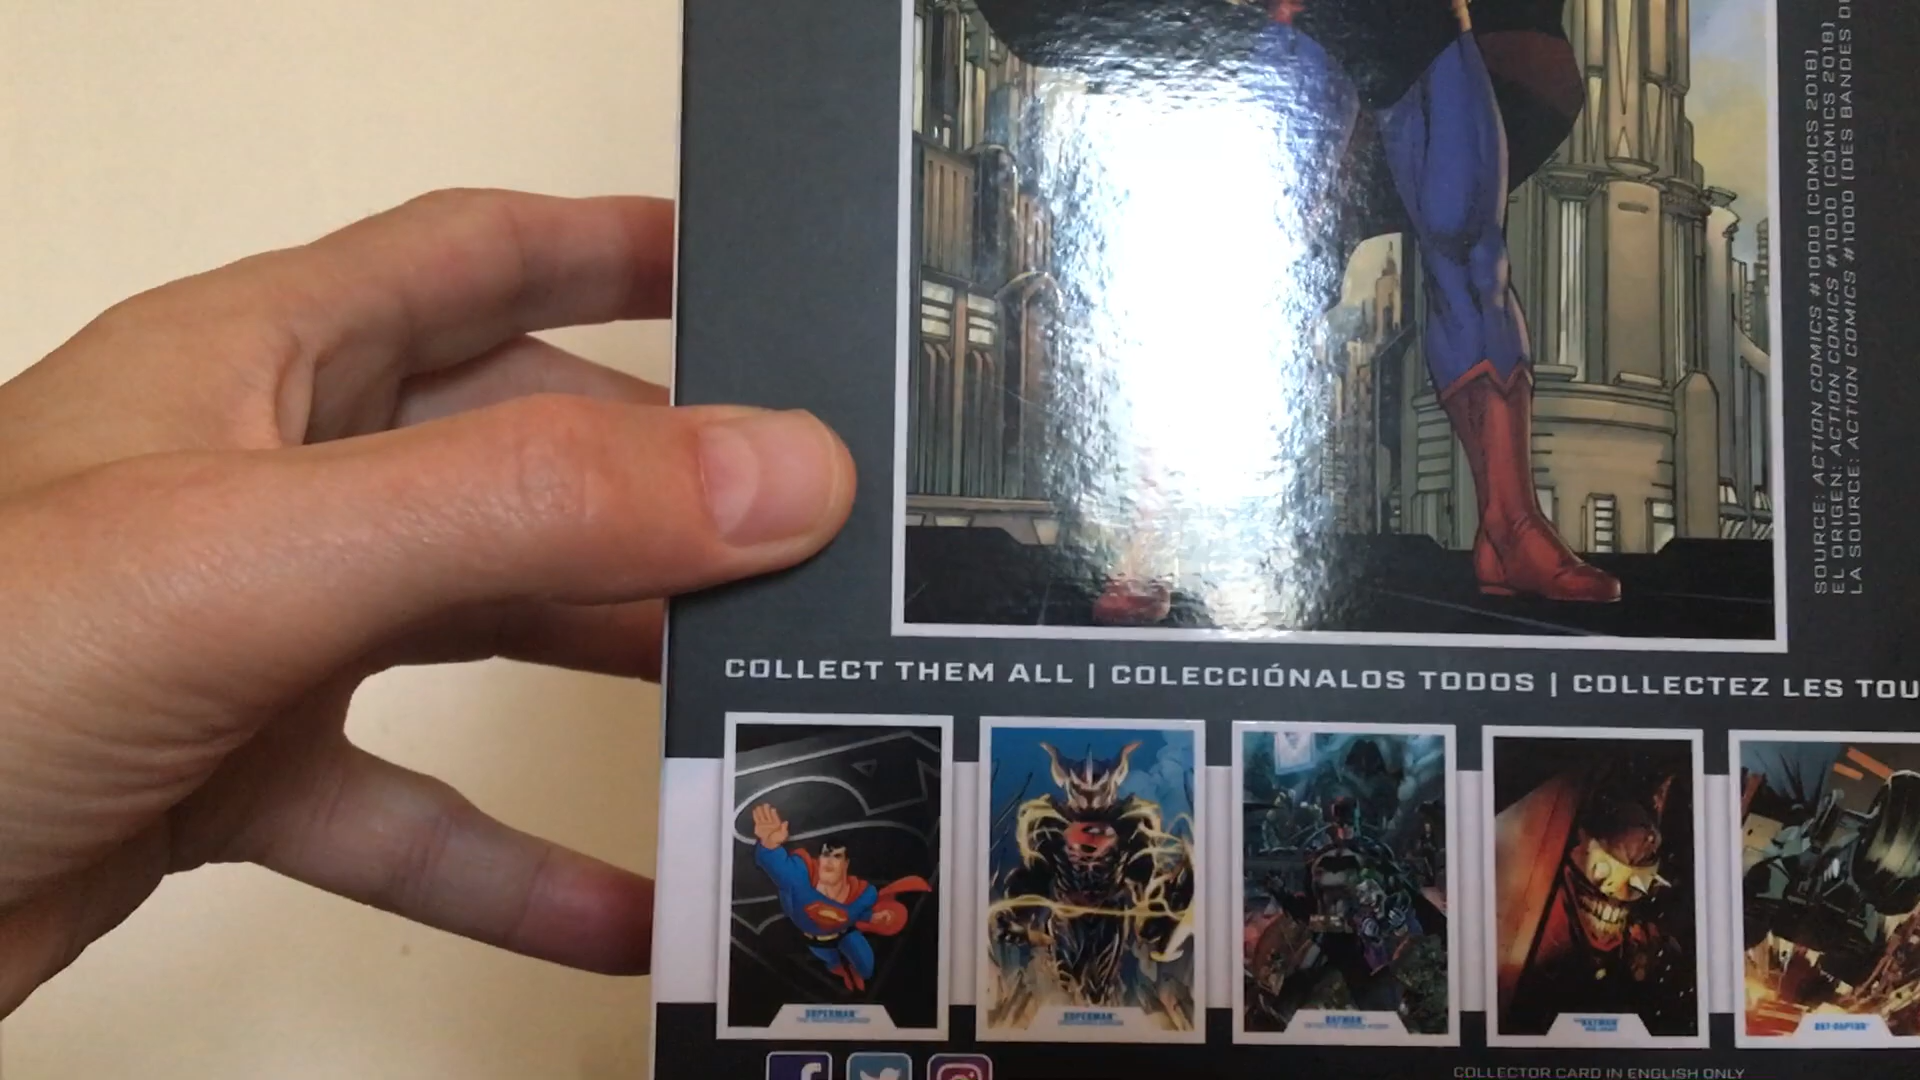 SOURCE: ACTION COMICS #1000 (COMICS 2018)
EL ORIGEN: ACTION COMICS #1000 (CÓMICS 2018)
LA SOURCE: ACTION COMICS #1000 (DES BANDES
COLLECT THEM ALL | COLECCIÓNALOS TODOS | COLLECTEZ LES TOU
SUPERMAN
SUPERMAN
BATMAN
BATMAN
BAT-RAPTOR
COLLECTOR CARD IN ENGLISH ONLY